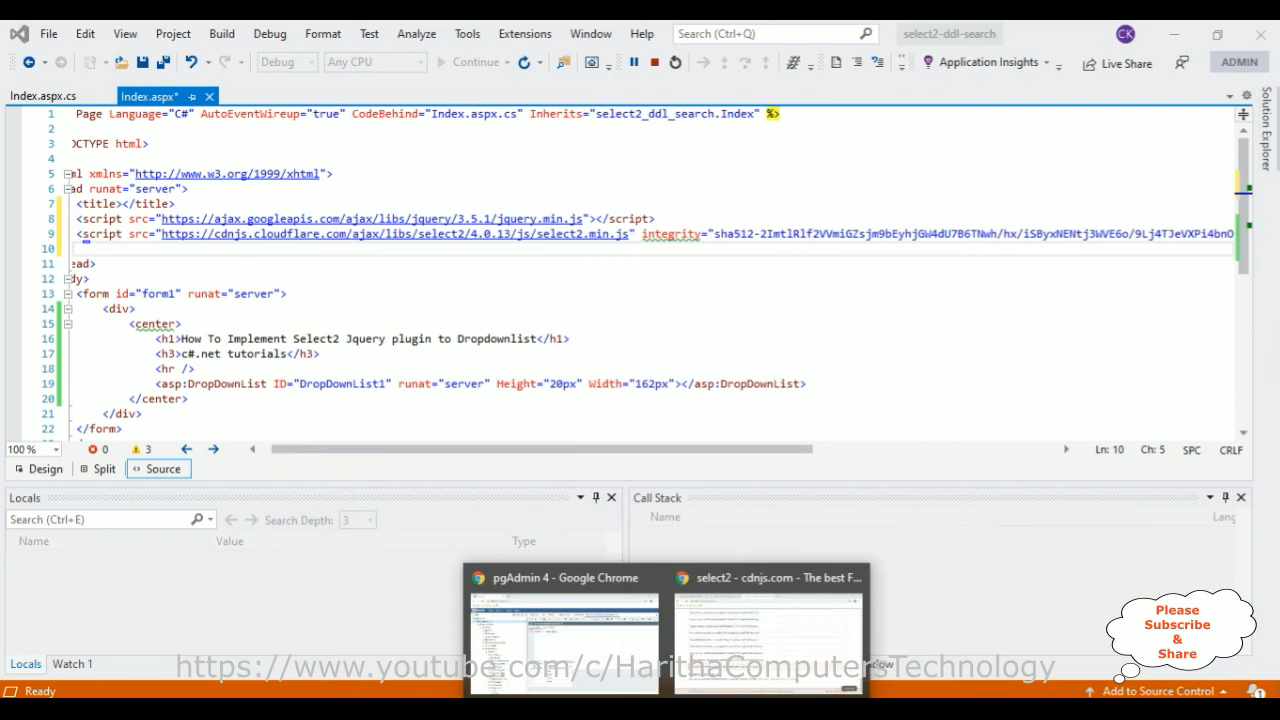 File Edit View Project Build Debug Format Test Analyze Tools Extensions Window Help Search (Ctrl+Q) select2-ddl-search CK
Debug Any CPU Continue Application Insights Live Share ADMIN
Index.aspx.cs Index.aspx*
Solution Explorer
1 Page Language="C#" AutoEventWireup="true" CodeBehind="Index.aspx.cs" Inherits="select2_ddl_search.Index" %>
2
3 OCTYPE html>
4
5 ml xmlns="http://www.w3.org/1999/xhtml">
6 ad runat="server">
7 <title></title>
8 <script src="https://ajax.googleapis.com/ajax/libs/jquery/3.5.1/jquery.min.js"></script>
9 <script src="https://cdnjs.cloudflare.com/ajax/libs/select2/4.0.13/js/select2.min.js" integrity="sha512-2ImtlRlf2VVmiGZsjm9bEyhjGW4dU7B6TNwh/hx/iSByxNENtj3WVE6o/9Lj4TJeVXPi4bnO
10
11 ead>
12 dy>
13 <form id="form1" runat="server">
14 <div>
15 <center>
16 <h1>How To Implement Select2 Jquery plugin to Dropdownlist</h1>
17 <h3>c#.net tutorials</h3>
18 <hr />
19 <asp:DropDownList ID="DropDownList1" runat="server" Height="20px" Width="162px"></asp:DropDownList>
20 </center>
21 </div>
22 </form>
100 % 0 3 Ln: 10 Ch: 5 SPC CRLF
Design Split Source
Locals Call Stack
Search (Ctrl+E) Search Depth: 3
Name Value Type
Name Lang
pgAdmin 4 - Google Chrome
select2 - cdnjs.com - The best F...
Please
Subscribe
&
Share
Locals Watch 1
https://www.youtube.com/c/HarithaComputersTechnology
Ready Add to Source Control 1